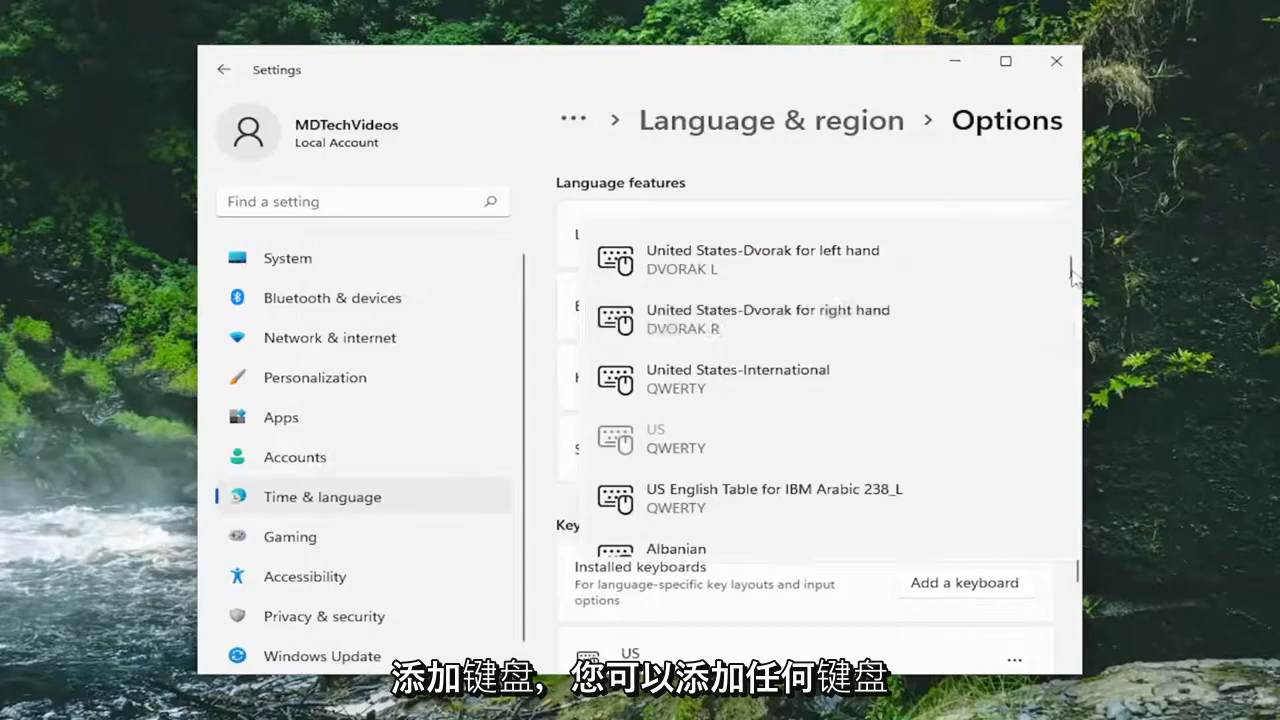 Settings
MDTechVideos
Local Account
Find a setting
System
Bluetooth & devices
Network & internet
Personalization
Apps
Accounts
Time & language
Gaming
Accessibility
Privacy & security
Windows Update
Language & region
Options
Language features
United States-Dvorak for left hand
DVORAK L
United States-Dvorak for right hand
DVORAK R
United States-International
QWERTY
US
QWERTY
US English Table for IBM Arabic 238_L
QWERTY
Albanian
Key
Installed keyboards
For language-specific key layouts and input
options
Add a keyboard
US
添加键盘，您可以添加任何键盘